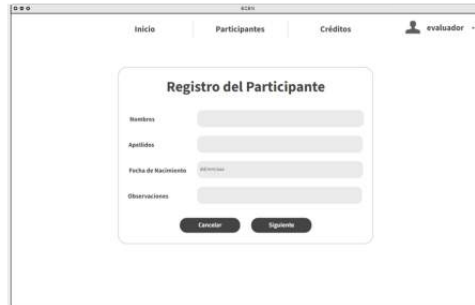 Inicio Participantes Créditos evaluador
Registro del Participante
Nombres
Apellidos
Fecha de Nacimiento
Observaciones
Cancelar Siguiente